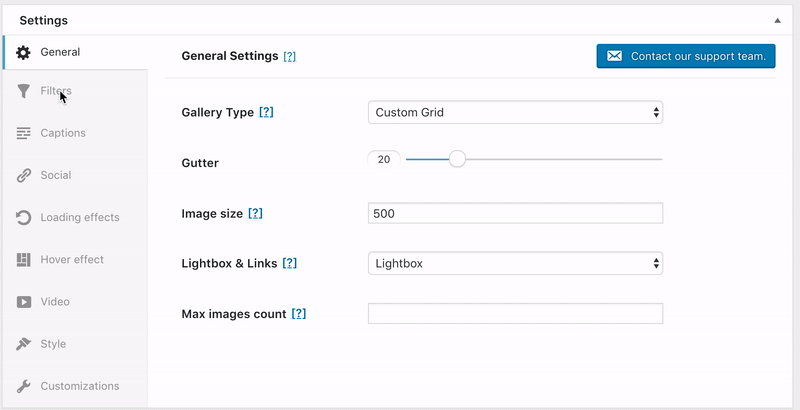 Settings
General
Filters
Captions
Social
Loading effects
Hover effect
Video
Style
Customizations
General Settings [?]
Contact our support team.
Gallery Type [?]
Custom Grid
Gutter
20
Image size [?]
500
Lightbox & Links [?]
Lightbox
Max images count [?]